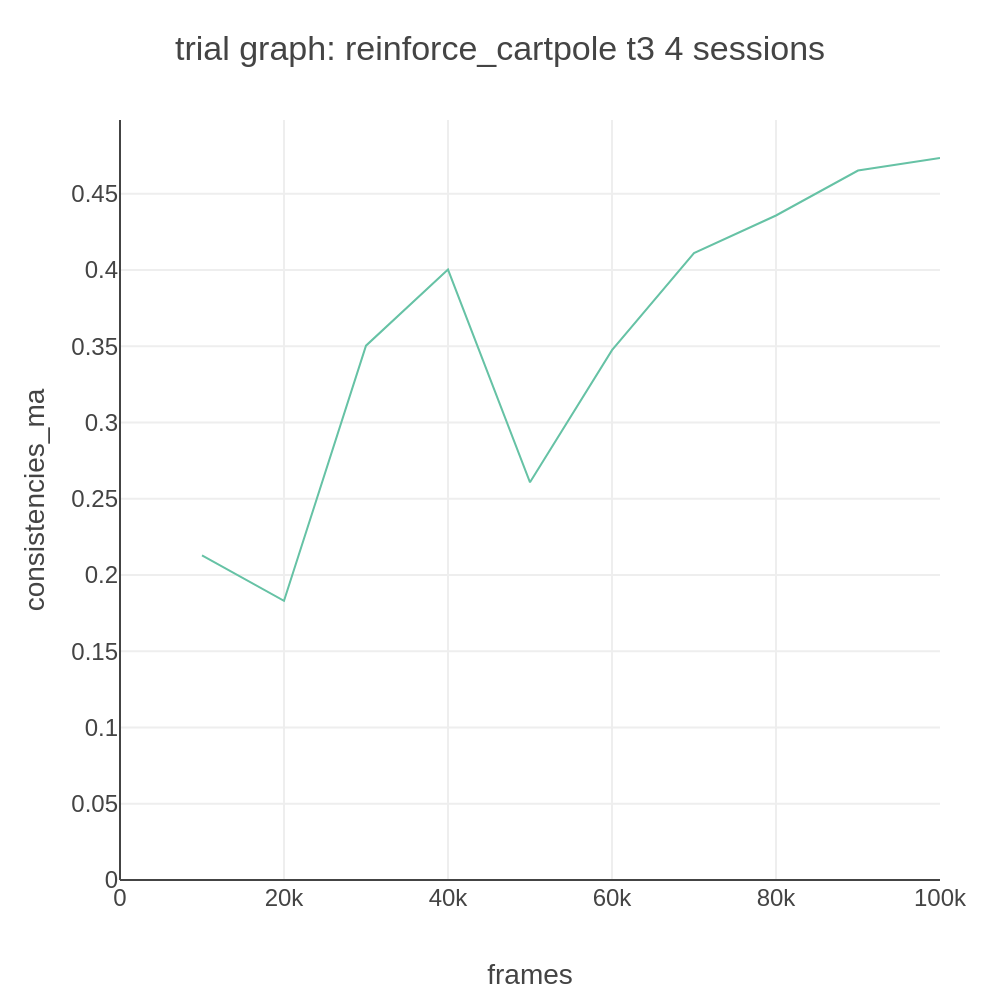 trial graph: reinforce_cartpole t3 4 sessions
consistencies_ma
0.45
0.4
0.35
0.3
0.25
0.2
0.15
0.1
0.05
0
0 20k 40k 60k 80k 100k
frames